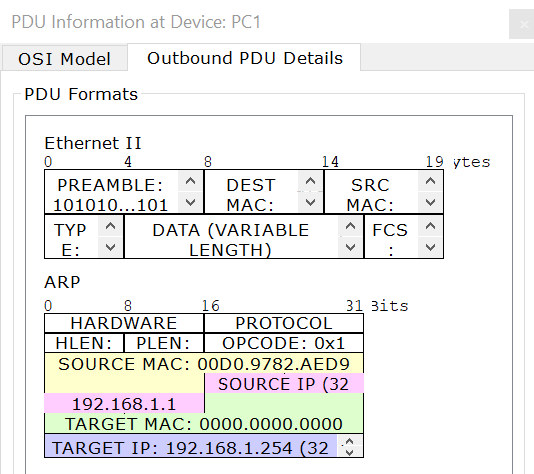 PDU Information at Device: PC1
OSI Model Outbound PDU Details
PDU Formats
Ethernet II
0 4 8 14 19 ytes
PREAMBLE: DEST SRC
101010...101 MAC: MAC:
TYP DATA (VARIABLE FCS
E: LENGTH) :
ARP
0 8 16 31 Bits
HARDWARE PROTOCOL
HLEN: PLEN: OPCODE: 0x1
SOURCE MAC: 00D0.9782.AED9
SOURCE IP (32
192.168.1.1
TARGET MAC: 0000.0000.0000
TARGET IP: 192.168.1.254 (32